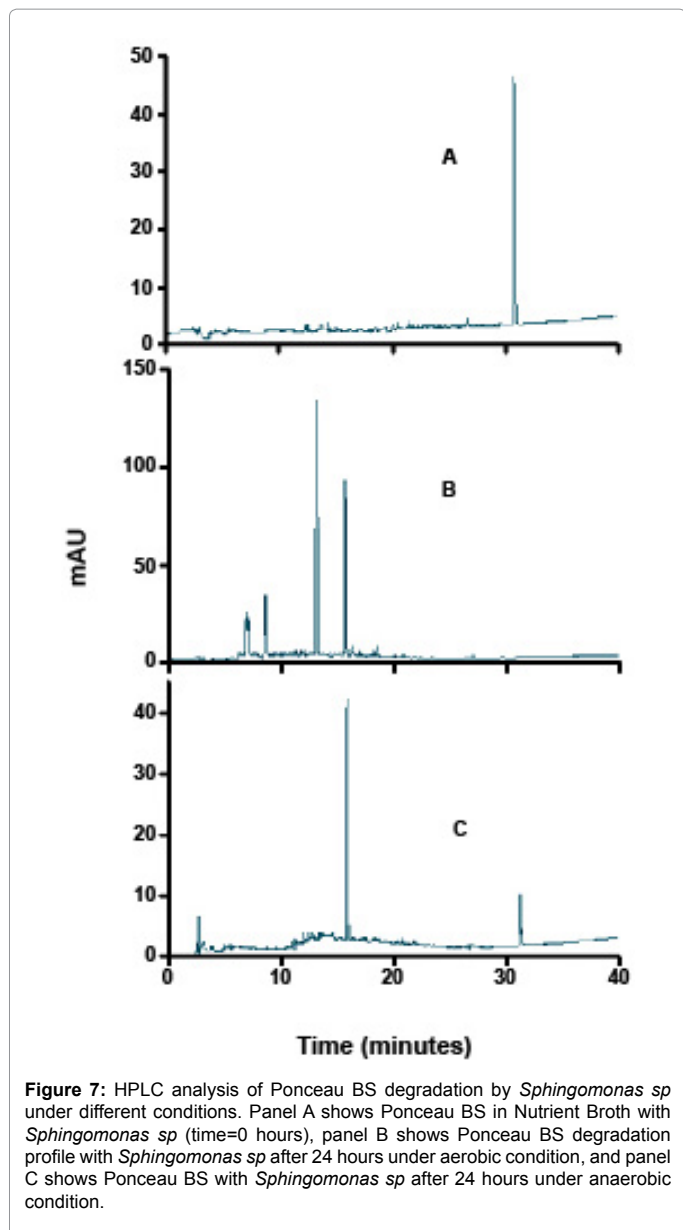 50
40
30
A
20
10
0
150
100
B
mAU
50
0
40
30
C
20
10
0
0 10 20 30 40
Time (minutes)
Figure 7: HPLC analysis of Ponceau BS degradation by Sphingomonas sp
under different conditions. Panel A shows Ponceau BS in Nutrient Broth with
Sphingomonas sp (time=0 hours), panel B shows Ponceau BS degradation
profile with Sphingomonas sp after 24 hours under aerobic condition, and panel
C shows Ponceau BS with Sphingomonas sp after 24 hours under anaerobic
condition.